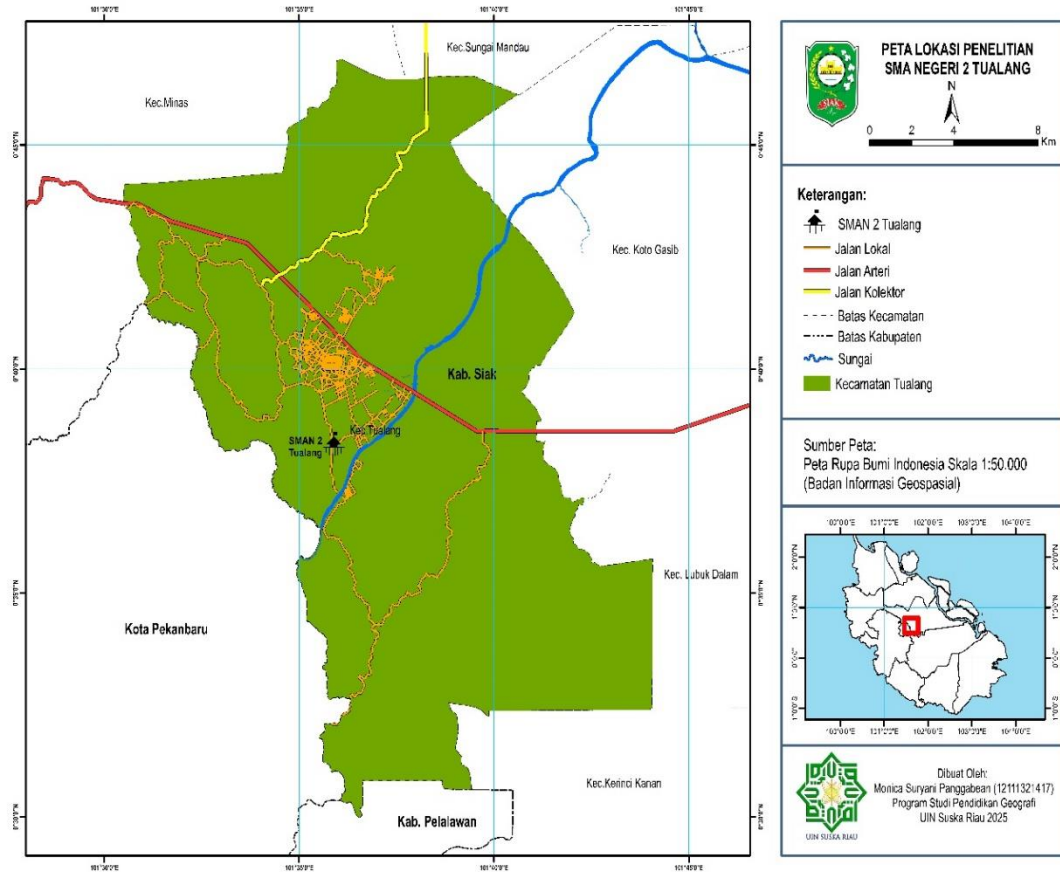 PETA LOKASI PENELITIAN
SMA NEGERI 2 TUALANG
N
0 2 4 8
Km
SIAK
Keterangan:
SMAN 2 Tualang
Jalan Lokal
Jalan Arteri
Jalan Kolektor
Batas Kecamatan
Batas Kabupaten
Sungai
Kecamatan Tualang
Sumber Peta:
Peta Rupa Bumi Indonesia Skala 1:50.000
(Badan Informasi Geospasial)
Dibuat Oleh:
Monica Suryani Panggabean (12111321417)
Program Studi Pendidikan Geografi
UIN Suska Riau 2025
UIN SUSKA RIAU
Kec.Sungai Mandau
Kec.Minas
Kec. Koto Gasib
Kab. Siak
Kec.Tualang
SMAN 2
Tualang
Kec. Lubuk Dalam
Kota Pekanbaru
Kec.Kerinci Kanan
Kab. Pelalawan